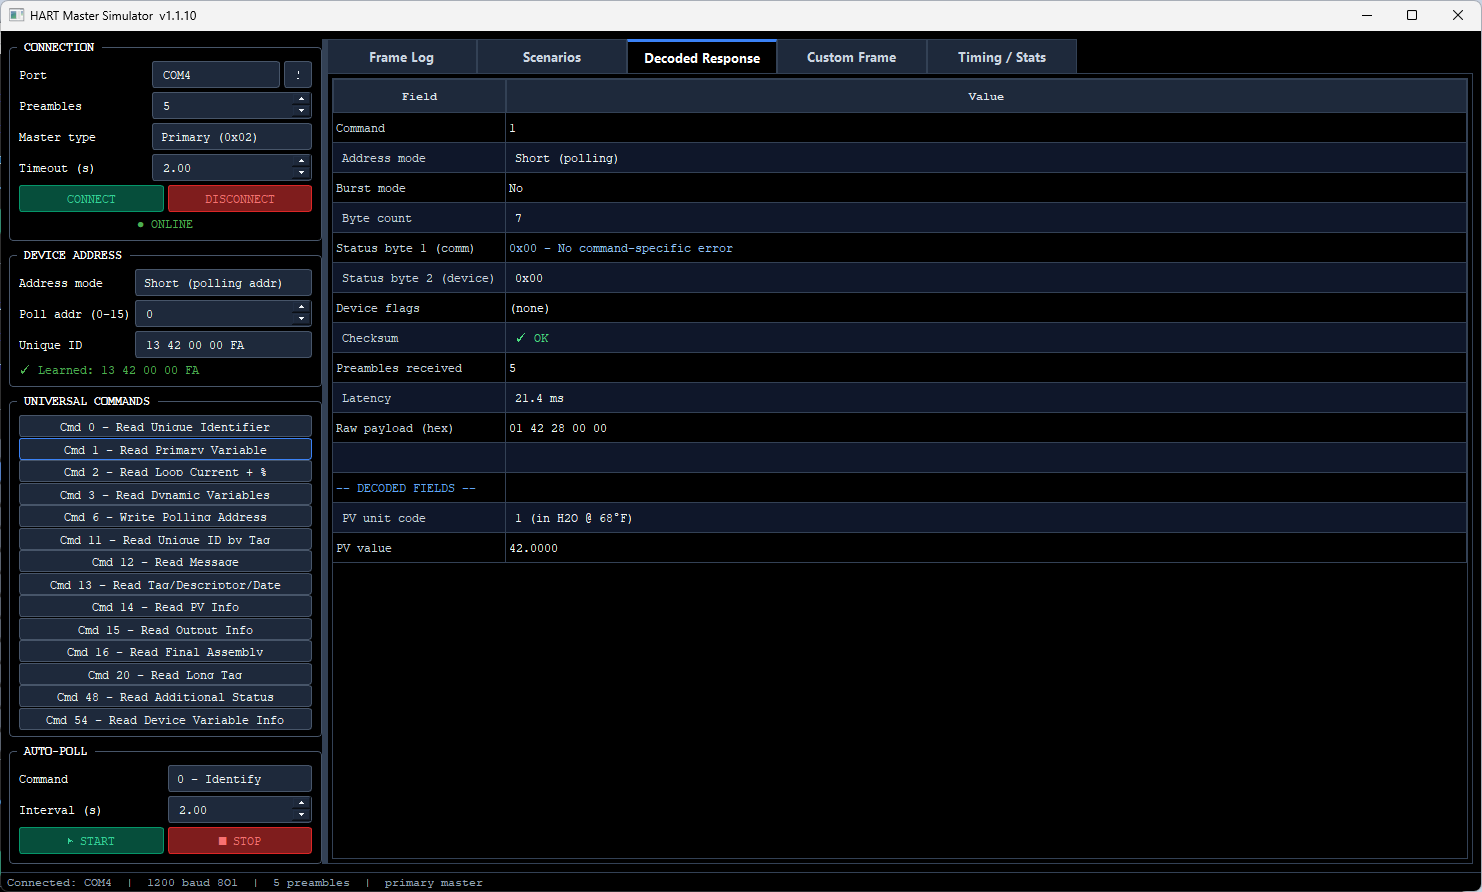 HART Master Simulator v1.1.10
CONNECTION
Port COM4
Preambles 5
Master type Primary (0x02)
Timeout (s) 2.00
CONNECT DISCONNECT
● ONLINE
DEVICE ADDRESS
Address mode Short (polling addr)
Poll addr (0-15) 0
Unique ID 13 42 00 00 FA
✓ Learned: 13 42 00 00 FA
UNIVERSAL COMMANDS
Cmd 0 - Read Unique Identifier
Cmd 1 - Read Primary Variable
Cmd 2 - Read Loop Current + %
Cmd 3 - Read Dynamic Variables
Cmd 6 - Write Polling Address
Cmd 11 - Read Unique ID by Tag
Cmd 12 - Read Message
Cmd 13 - Read Tag/Descriptor/Date
Cmd 14 - Read PV Info
Cmd 15 - Read Output Info
Cmd 16 - Read Final Assembly
Cmd 20 - Read Long Tag
Cmd 48 - Read Additional Status
Cmd 54 - Read Device Variable Info
AUTO-POLL
Command 0 - Identify
Interval (s) 2.00
START STOP
Frame Log Scenarios Decoded Response Custom Frame Timing / Stats
Field Value
Command 1
Address mode Short (polling)
Burst mode No
Byte count 7
Status byte 1 (comm) 0x00 - No command-specific error
Status byte 2 (device) 0x00
Device flags (none)
Checksum ✓ OK
Preambles received 5
Latency 21.4 ms
Raw payload (hex) 01 42 28 00 00
-- DECODED FIELDS --
PV unit code 1 (in H2O @ 68°F)
PV value 42.0000
Connected: COM4 | 1200 baud 8O1 | 5 preambles | primary master